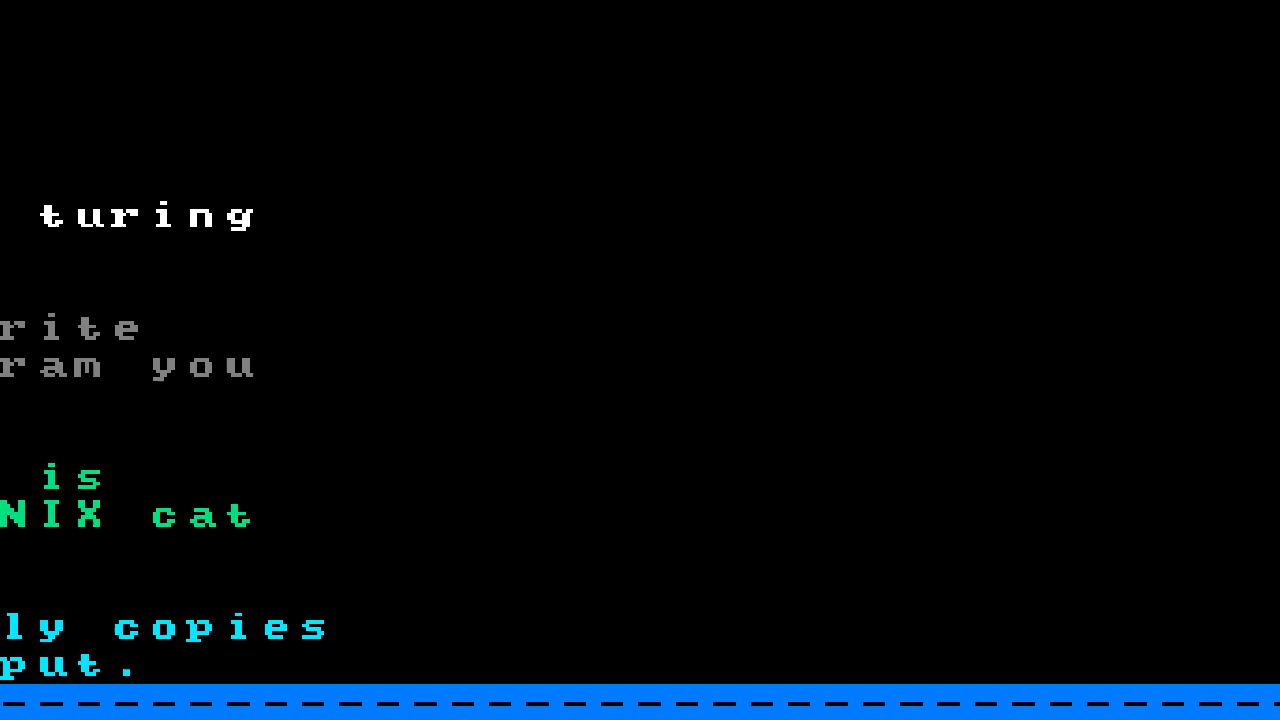 turing
rite
ram you
is
NIX cat
ly copies
put.